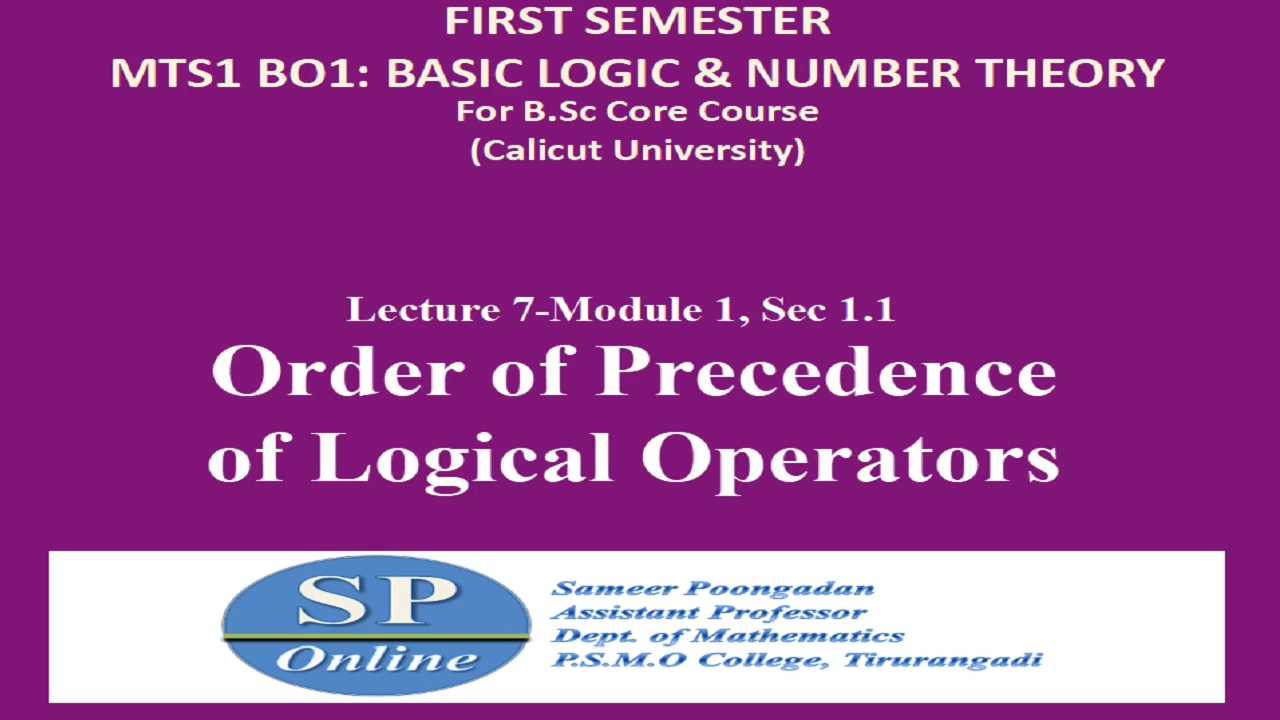 FIRST SEMESTER
MTS1 BO1: BASIC LOGIC & NUMBER THEORY
For B.Sc Core Course
(Calicut University)
Lecture 7-Module 1, Sec 1.1
Order of Precedence
of Logical Operators
SP
Online
Sameer Poongadan
Assistant Professor
Dept. of Mathematics
P.S.M.O College, Tirurangadi